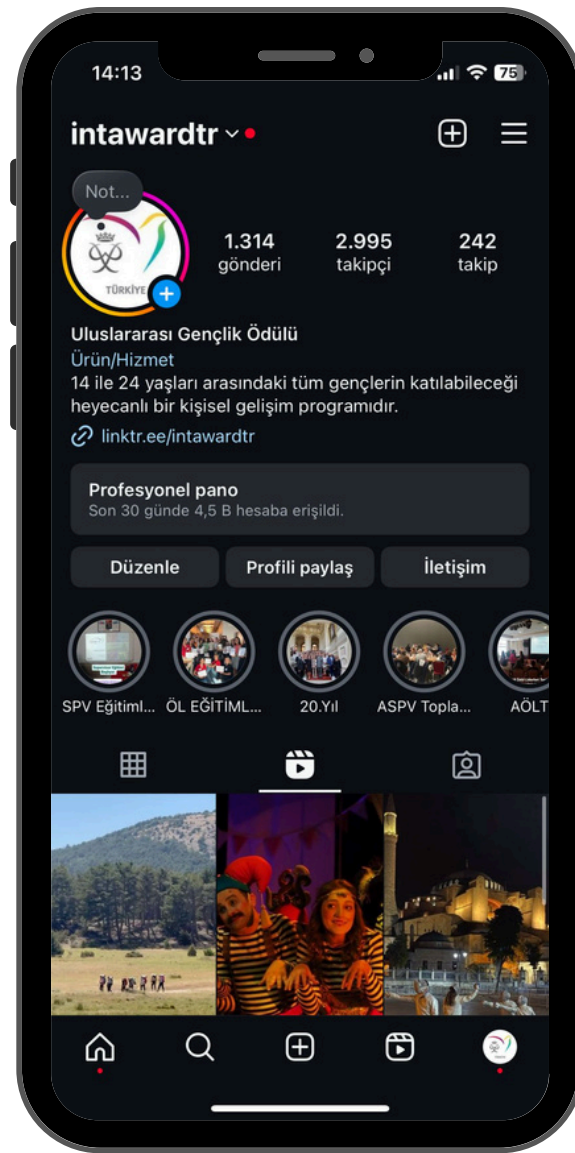 14:13
75
intawardtr
Not...
TÜRKİYE
1.314
gönderi
2.995
takipçi
242
takip
Uluslararası Gençlik Ödülü
Ürün/Hizmet
14 ile 24 yaşları arasındaki tüm gençlerin katılabileceği
heyecanlı bir kişisel gelişim programıdır.
linktr.ee/intawardtr
Profesyonel pano
Son 30 günde 4,5 B hesaba erişildi.
Düzenle
Profili paylaş
İletişim
SPV Eğitiml...
ÖL EĞİTİML...
20.Yıl
ASPV Topla...
AÖLT